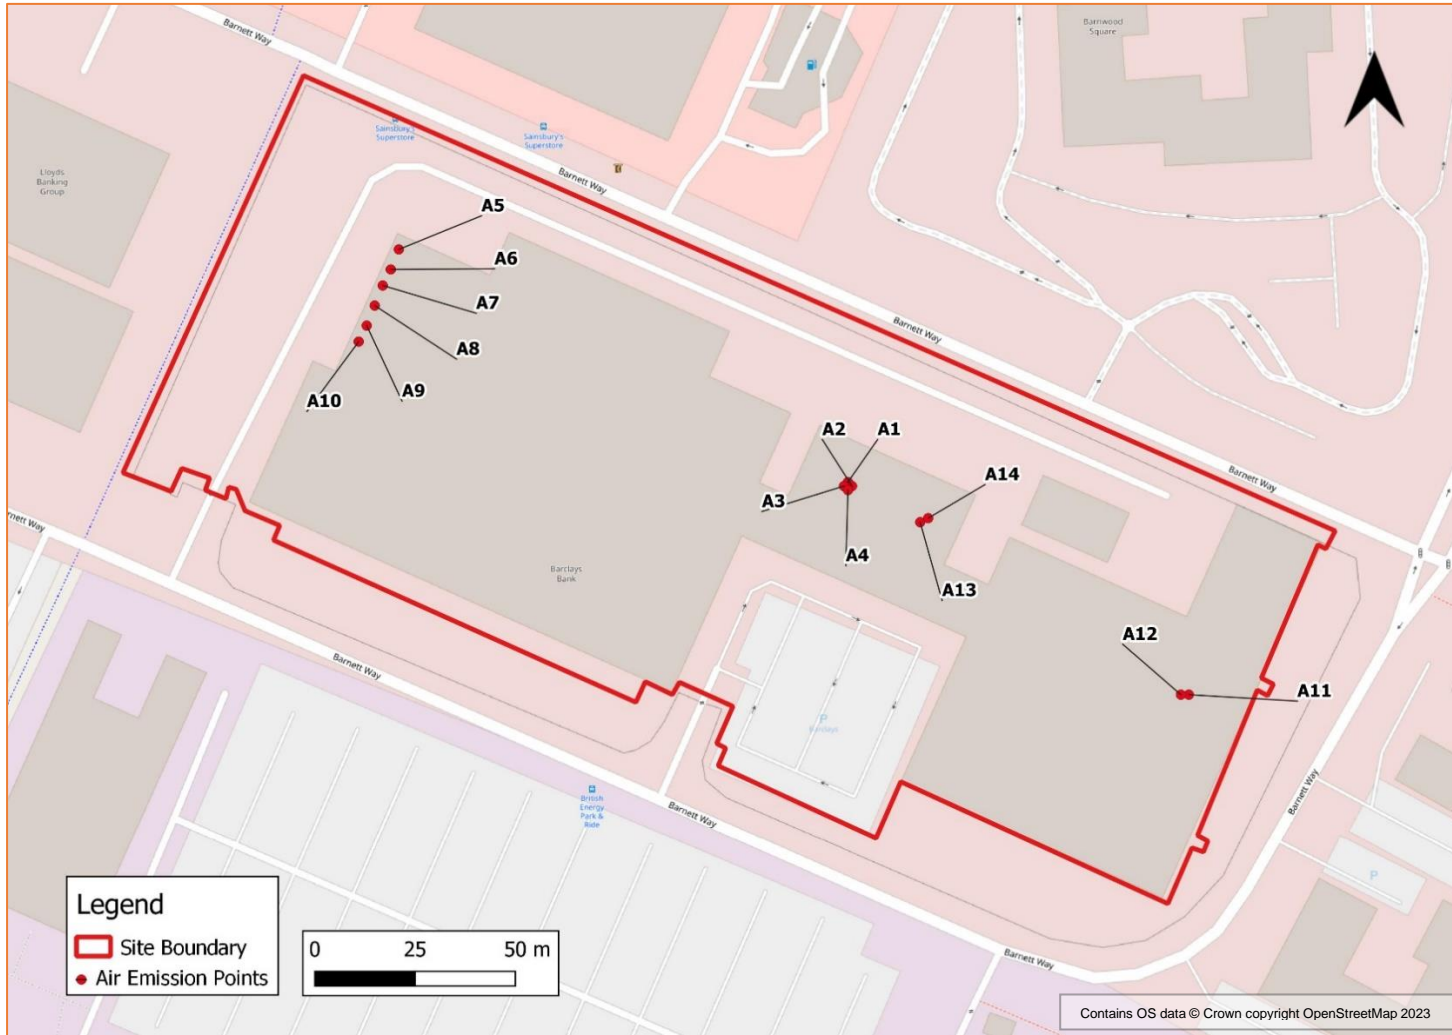 Barnett Way
Barnwood
Square
Sainsbury's
Superstore
Sainsbury's
Superstore
Barnett Way
Lloyds
Banking
Group
A5
A6
A7
A8
A9
A10
Barnett Way
A2
A1
A3
A14
A4
A13
Barnett Way
Barnett Way
Barclays
Bank
A12
A11
P
Barclays
Barnett Way
British
Energy
Park &
Ride
Barnett Way
Barnett Way
P
Barnett Way
Legend
Site Boundary
Air Emission Points
0 25 50 m
Contains OS data © Crown copyright OpenStreetMap 2023